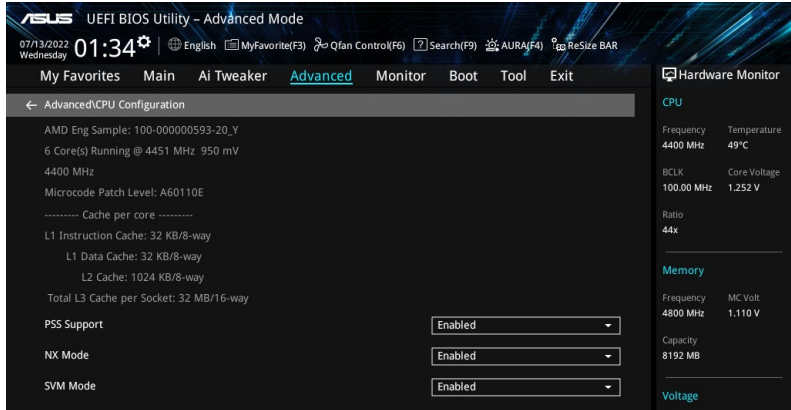 ASUS UEFI BIOS Utility – Advanced Mode
07/13/2022 Wednesday 01:34 English MyFavorite(F3) Qfan Control(F6) ? Search(F9) AURA(F4) ReSize BAR
My Favorites Main Ai Tweaker Advanced Monitor Boot Tool Exit
← Advanced\CPU Configuration
AMD Eng Sample: 100-000000593-20_Y
6 Core(s) Running @ 4451 MHz 950 mV
4400 MHz
Microcode Patch Level: A60110E
--------- Cache per core ---------
L1 Instruction Cache: 32 KB/8-way
L1 Data Cache: 32 KB/8-way
L2 Cache: 1024 KB/8-way
Total L3 Cache per Socket: 32 MB/16-way
PSS Support Enabled
NX Mode Enabled
SVM Mode Enabled
Hardware Monitor
CPU
Frequency Temperature
4400 MHz 49°C
BCLK Core Voltage
100.00 MHz 1.252 V
Ratio
44x
Memory
Frequency MC Volt
4800 MHz 1.110 V
Capacity
8192 MB
Voltage